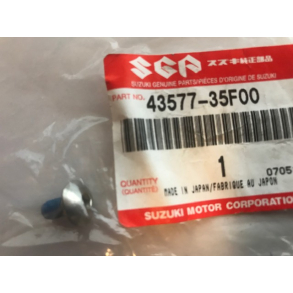 SGP スズキ純正部品
SUZUKI GENUINE PARTS/PIÈCES D'ORIGINE DE SUZUKI
PART NO. 43577-35F00
1
0705
QUANTITY
(QUANTITÉ)
MADE IN JAPAN/FABRIQUE AU JAPON
SUZUKI MOTOR CORPORATION